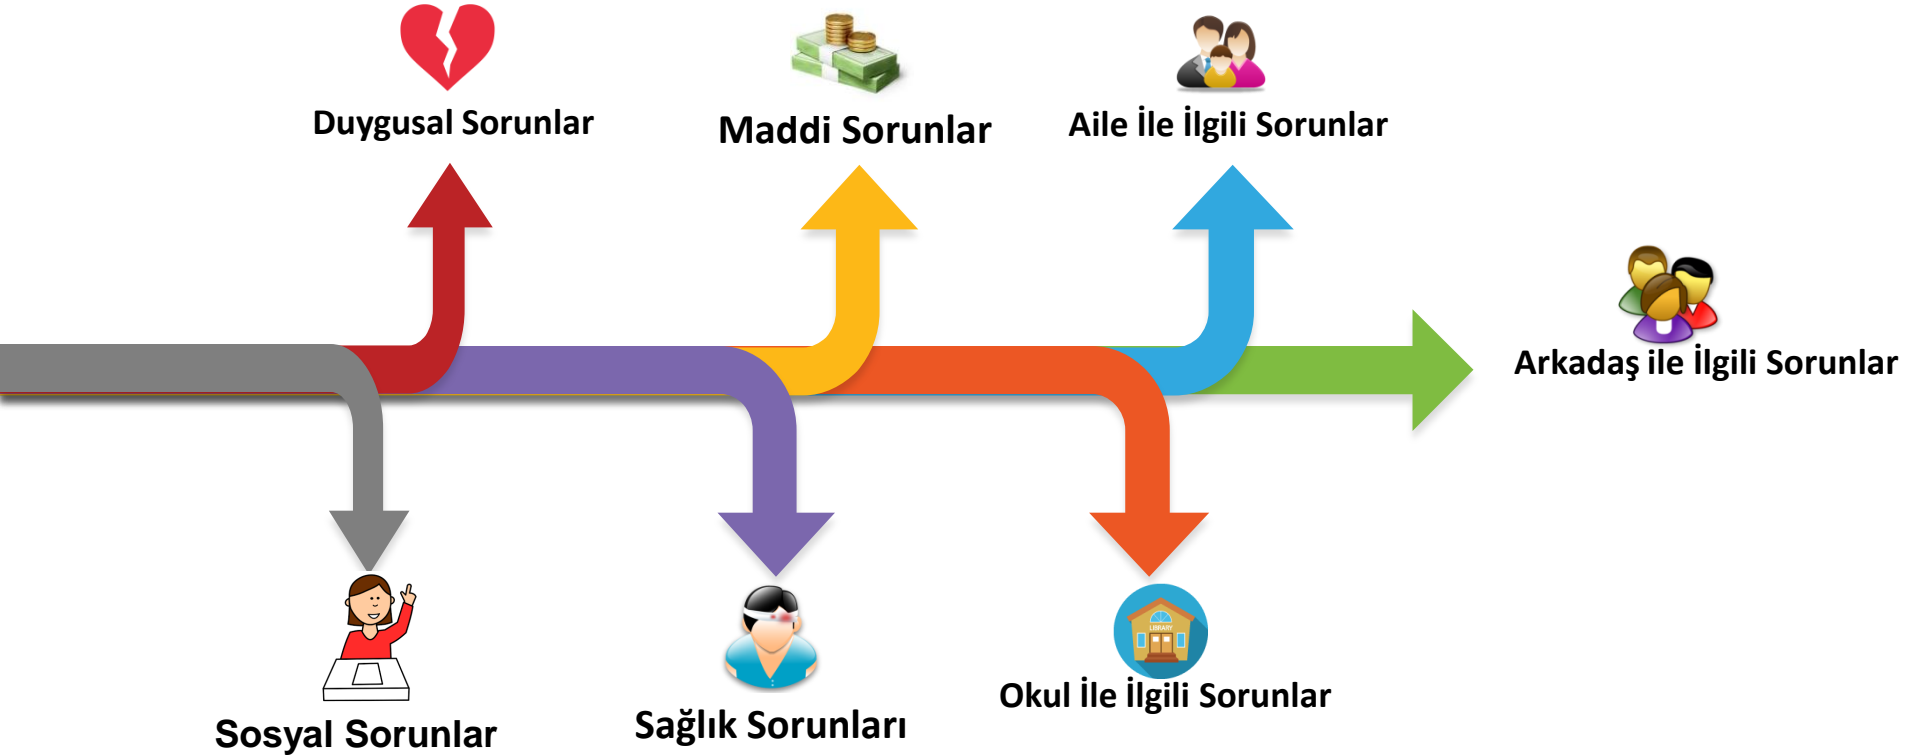 Duygusal Sorunlar
Maddi Sorunlar
Aile İle İlgili Sorunlar
Arkadaş ile İlgili Sorunlar
LIBRARY
Okul İle İlgili Sorunlar
Sağlık Sorunları
Sosyal Sorunlar